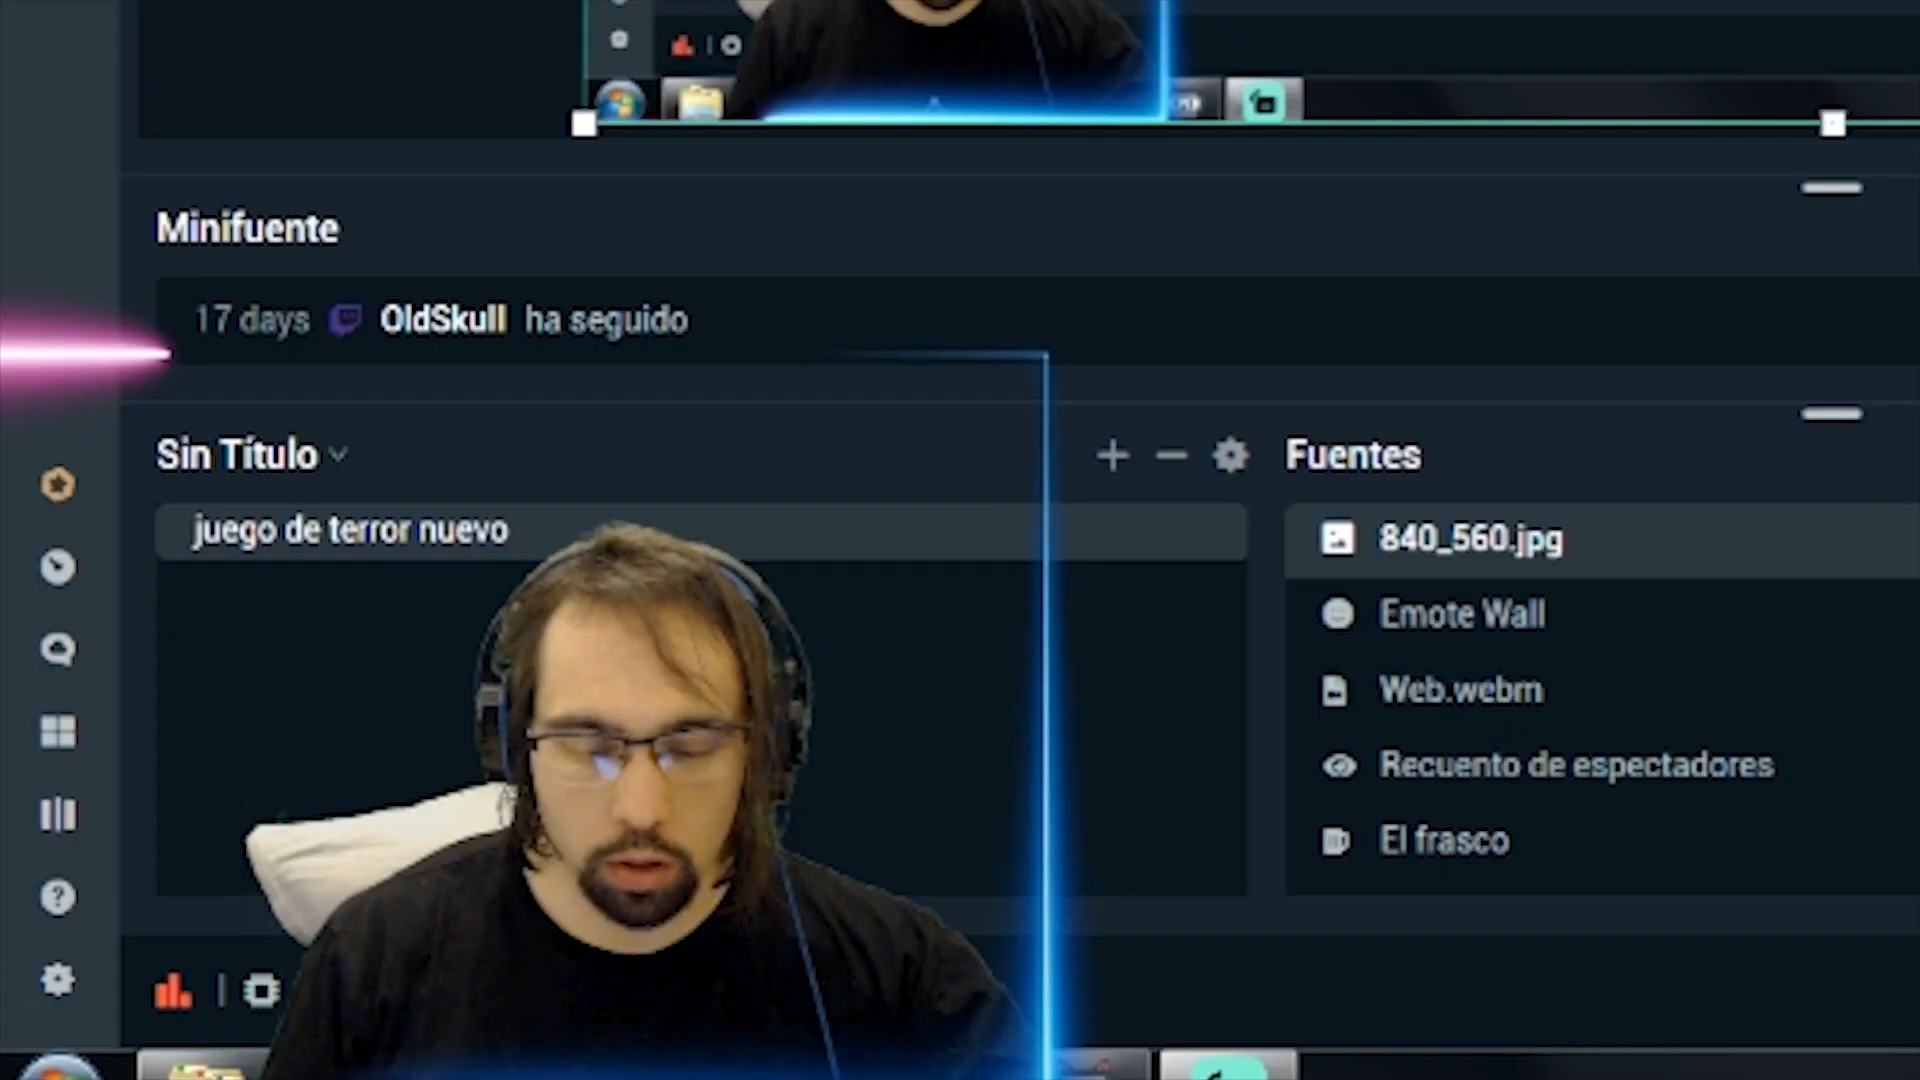 Minifuente
17 days OldSkull ha seguido
Sin Título
Fuentes
juego de terror nuevo
840_560.jpg
Emote Wall
Web.webm
Recuento de espectadores
El frasco